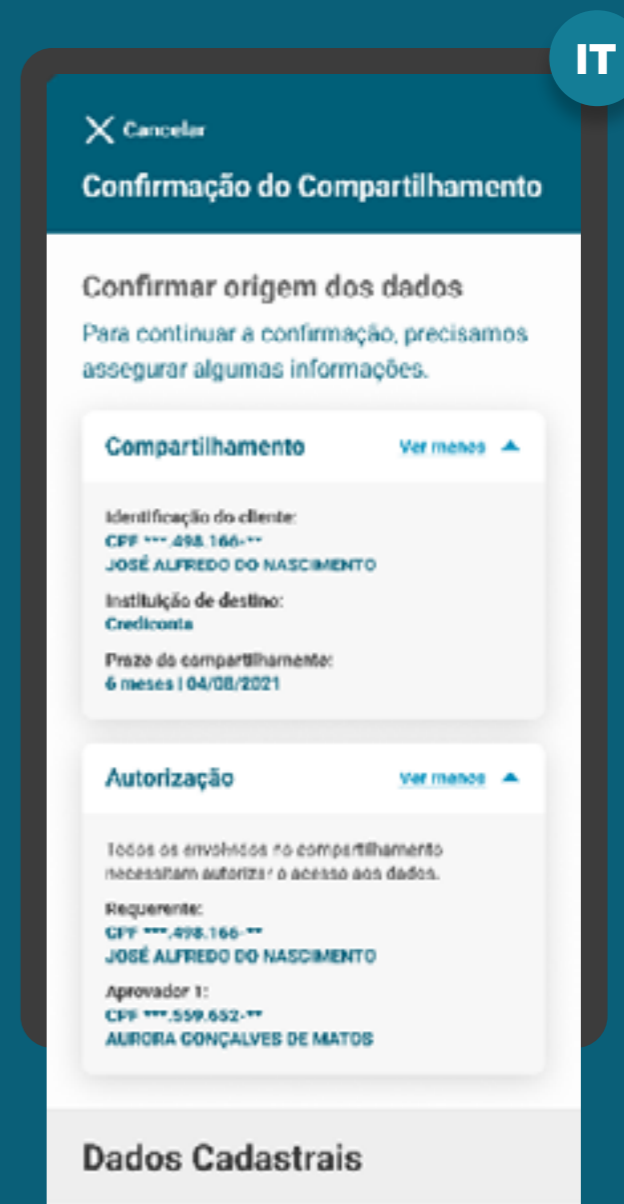 IT
Cancelar
Confirmação do Compartilhamento
Confirmar origem dos dados
Para continuar a confirmação, precisamos
assegurar algumas informações.
Compartilhamento
Ver menos
Identificação do cliente:
CPF ***.498.166-**
JOSÉ ALFREDO DO NASCIMENTO
Instituição de destino:
Crediconta
Prazo do compartilhamento:
6 meses | 04/08/2021
Autorização
Ver menos
Todos os envolvidos no compartilhamento
necessitam autorizar o acesso aos dados.
Requerente:
CPF ***.498.166-**
JOSÉ ALFREDO DO NASCIMENTO
Aprovador 1:
CPF ***.559.652-**
AURORA GONÇALVES DE MATOS
Dados Cadastrais